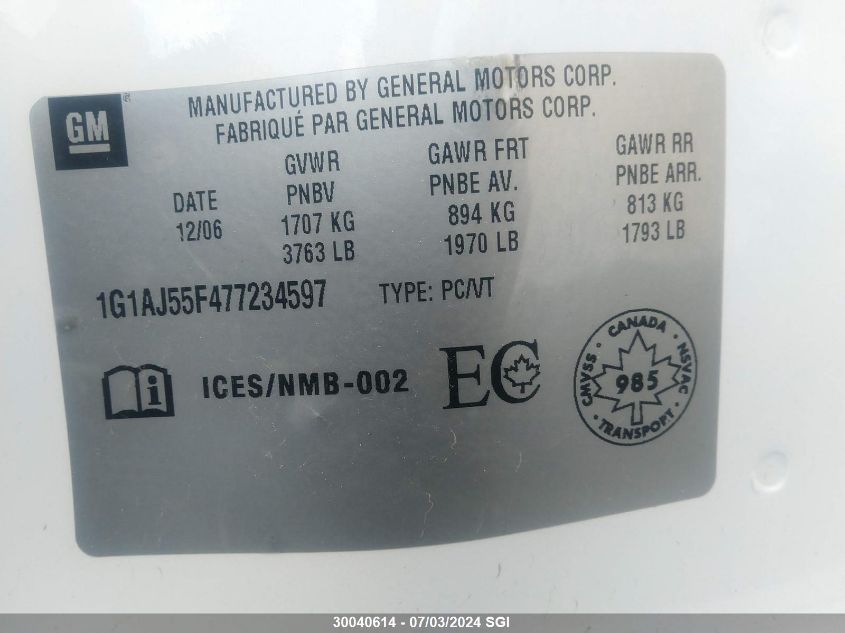 GM
MANUFACTURED BY GENERAL MOTORS CORP.
FABRIQUÉ PAR GENERAL MOTORS CORP.
DATE
12/06
GVWR
PNBV
1707 KG
3763 LB
GAWR FRT
PNBE AV.
894 KG
1970 LB
GAWR RR
PNBE ARR.
813 KG
1793 LB
1G1AJ55F477234597 TYPE: PC/VT
i ICES/NMB-002 EC
CANADA
CMVSS 985 NSVAC
TRANSPORT
30040614 - 07/03/2024 SGI